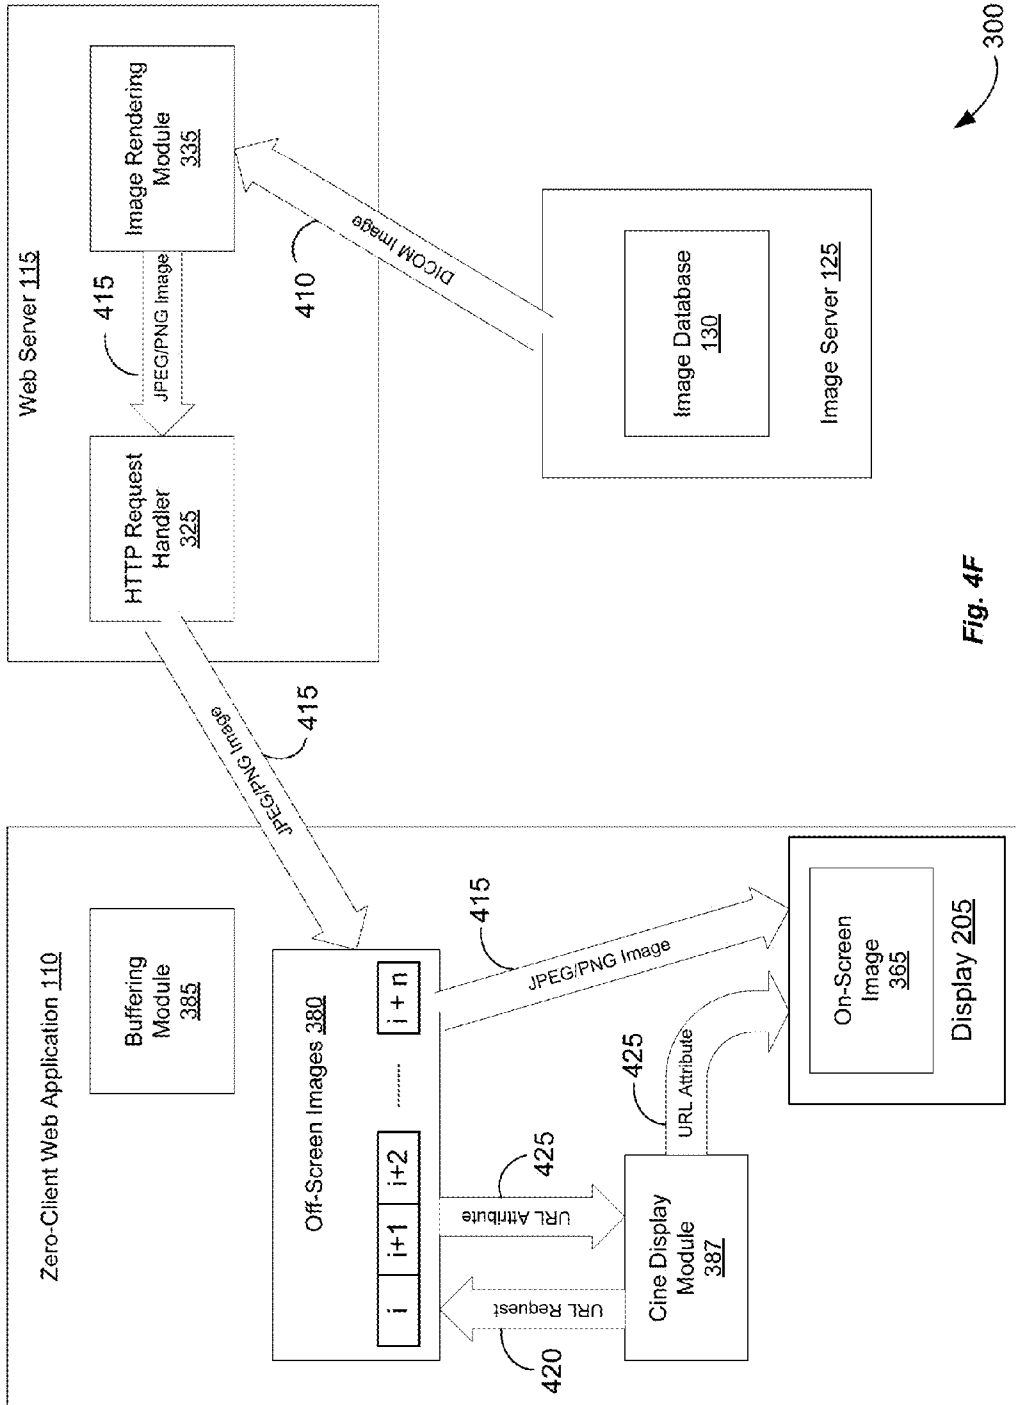 Zero-Client Web Application 110
Buffering
Module
385
Off-Screen Images 380
i
i+1
i+2
i + n
URL Request
420
URL Attribute
425
Cine Display
Module
387
URL Attribute
425
JPEG/PNG Image
415
On-Screen
Image
365
Display 205
JPEG/PNG Image
415
Web Server 115
HTTP Request
Handler
325
JPEG/PNG Image
415
Image Rendering
Module
335
DICOM Image
410
Image Database
130
Image Server 125
300
Fig. 4F